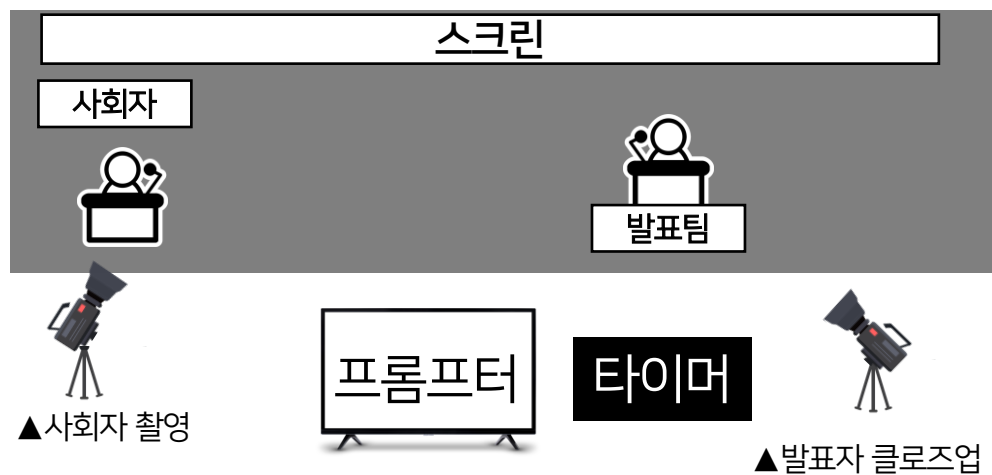 스크린
사회자
발표팀
프롬프터
타이머
▲사회자 촬영
▲발표자 클로즈업